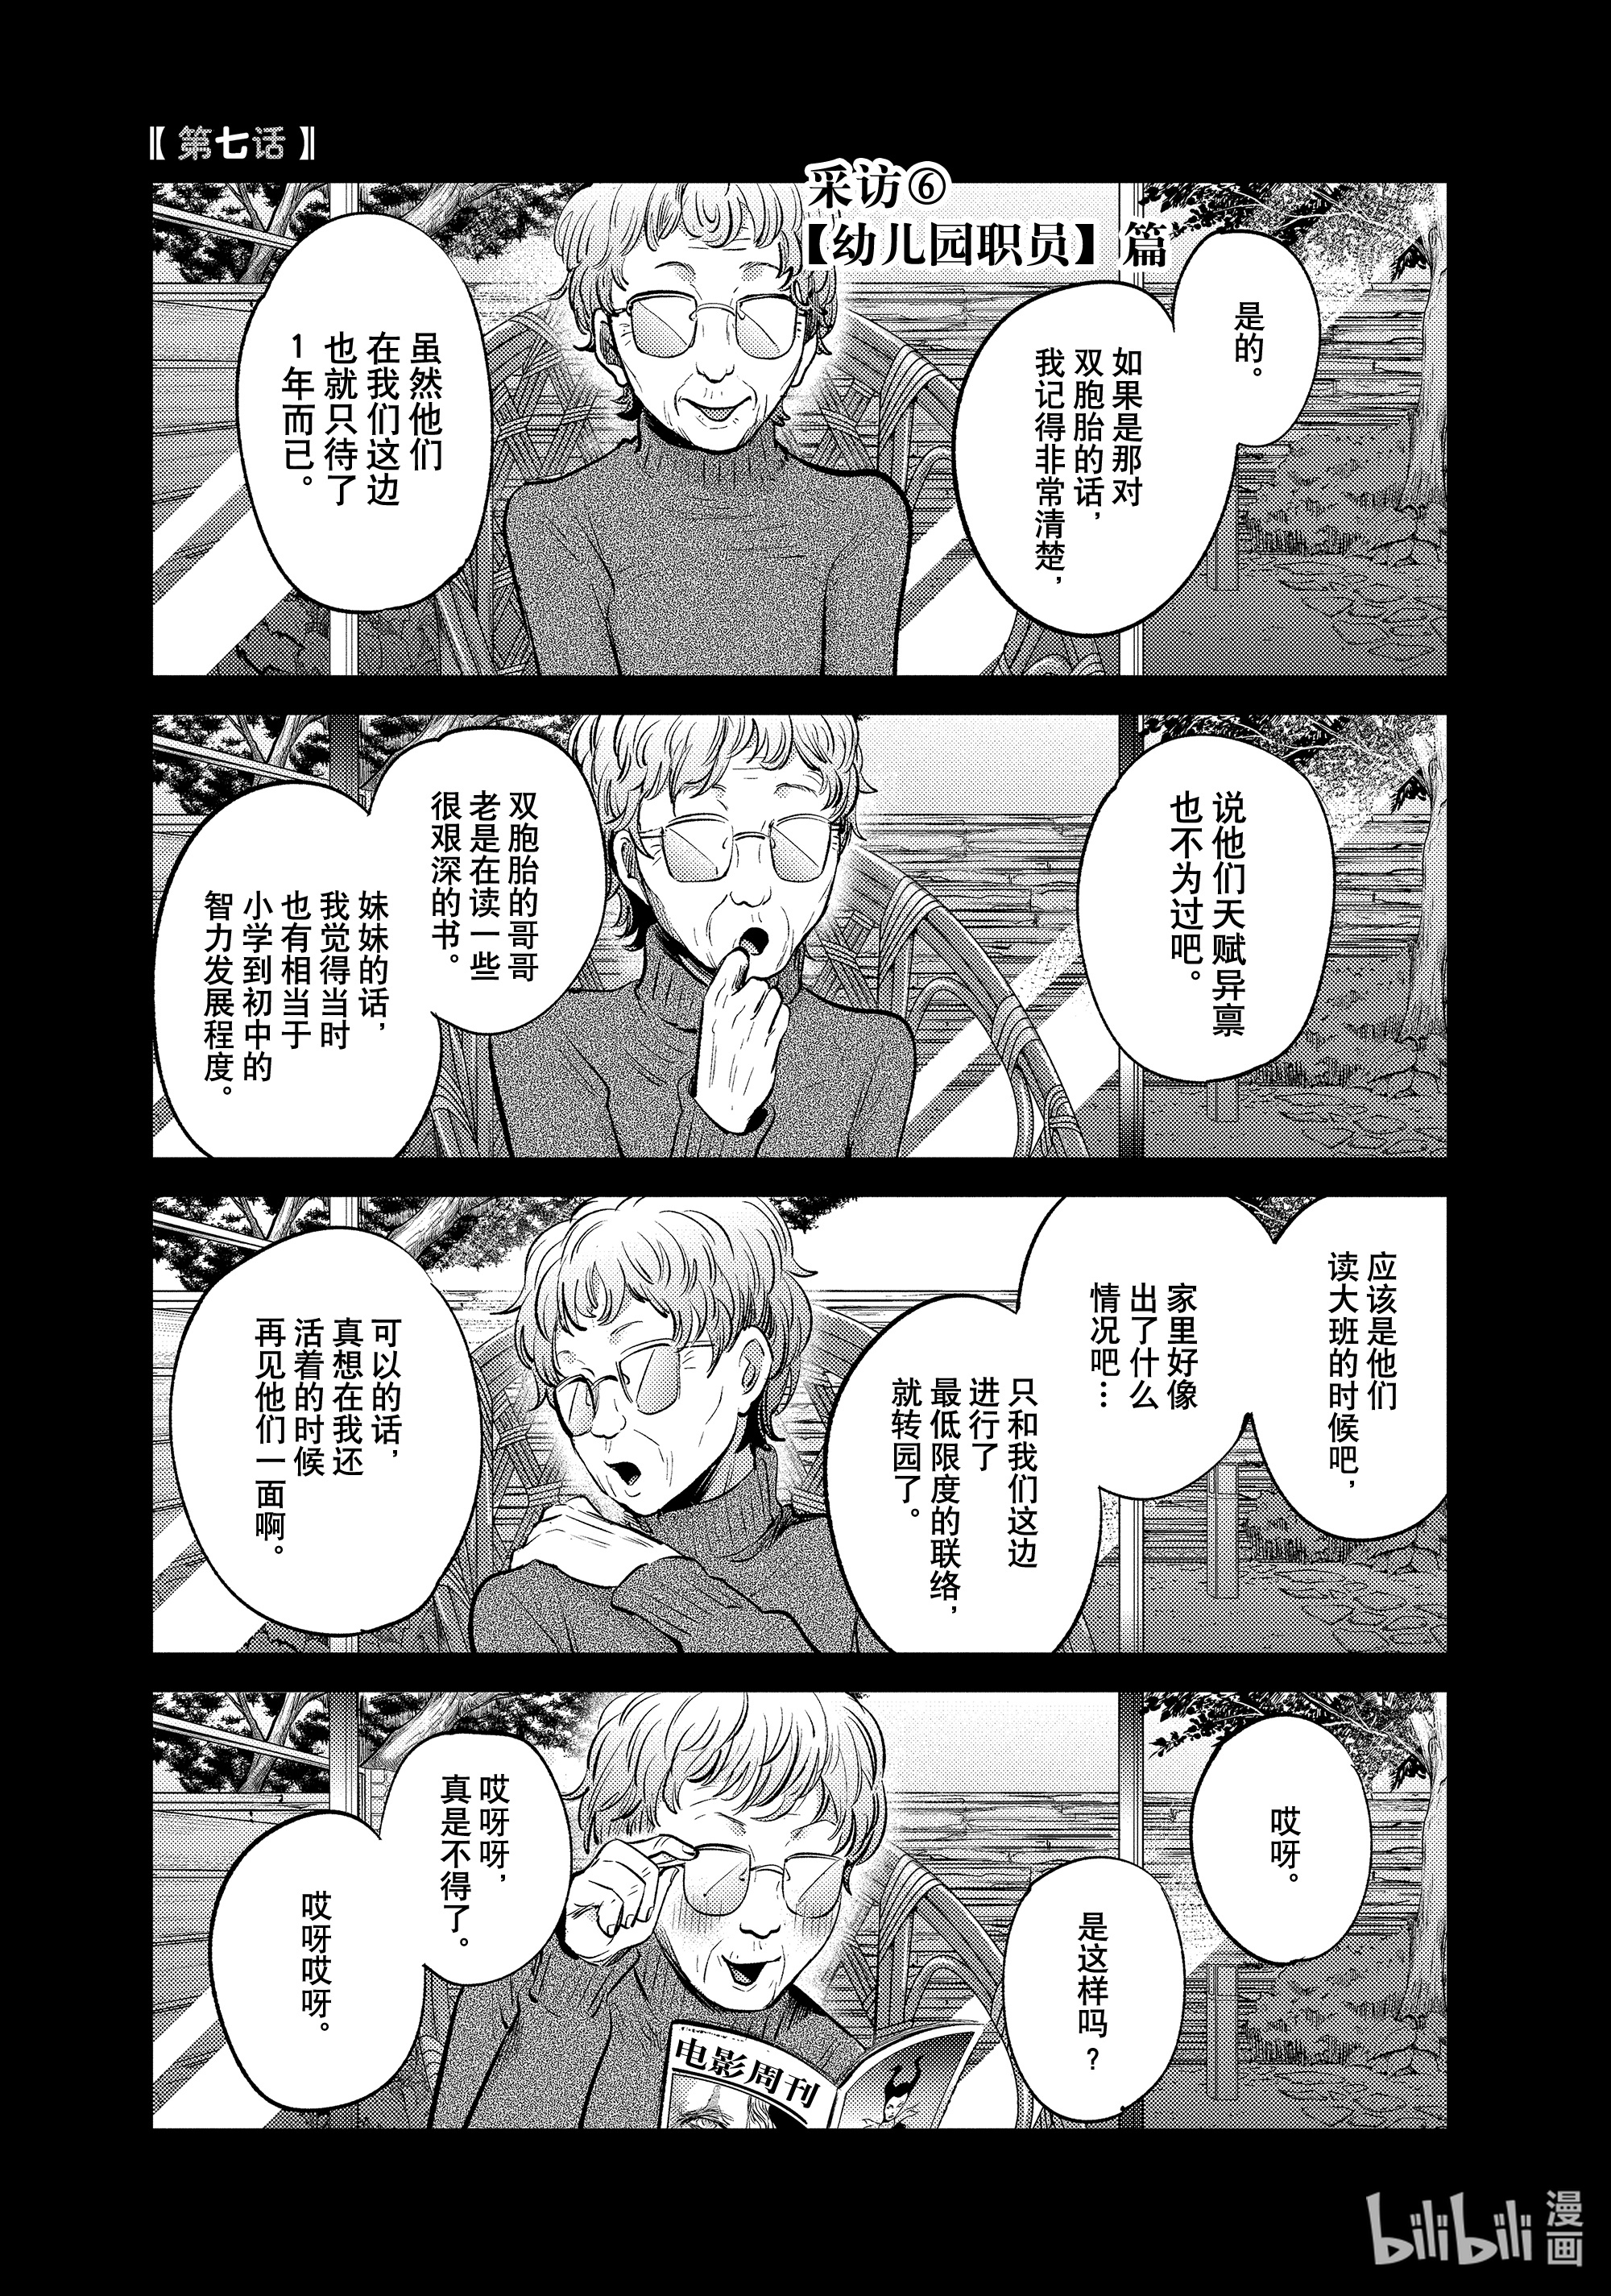 【第七话】
采访⑥
【幼儿园职员】篇
是的。
如果是那对
双胞胎的话,
我记得非常清楚,
虽然他们
在我们这边
也就只待了
1年而已。
说他们天赋异禀
也不为过吧。
双胞胎的哥哥
老是在读一些
很艰深的书。
妹妹的话,
我觉得当时
也有相当于
小学到初中的
智力发展程度。
应该是他们
读大班的时候吧,
家里好像
出了什么
情况吧…
只和我们这边
进行了
最低限度的联络,
就转园了。
可以的话,
真想在我还
活着的时候
再见他们一面啊。
哎呀。
是这样吗?
哎呀呀,
真是不得了。
哎呀哎呀。
电影周刊
bilibili 漫画